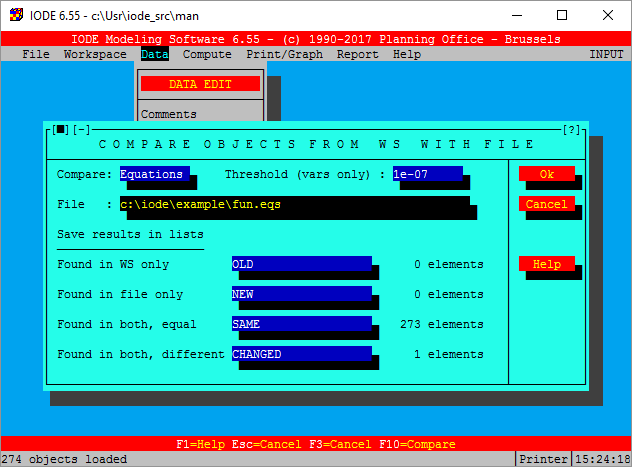 IODE 6.55 - c:\Usr\iode_src\man
IODE Modeling Software 6.55 - (c) 1990-2017 Planning Office - Brussels
File Workspace Data Compute Print/Graph Report Help INPUT
DATA EDIT
Comments
[■][-] [?]
COMPARE OBJECTS FROM WS WITH FILE
Compare: Equations Threshold (vars only) : 1e-07 Ok
File : c:\iode\example\fun.eqs Cancel
Save results in lists
Found in WS only OLD 0 elements Help
Found in file only NEW 0 elements
Found in both, equal SAME 273 elements
Found in both, different CHANGED 1 elements
F1=Help Esc=Cancel F3=Cancel F10=Compare
274 objects loaded Printer 15:24:18